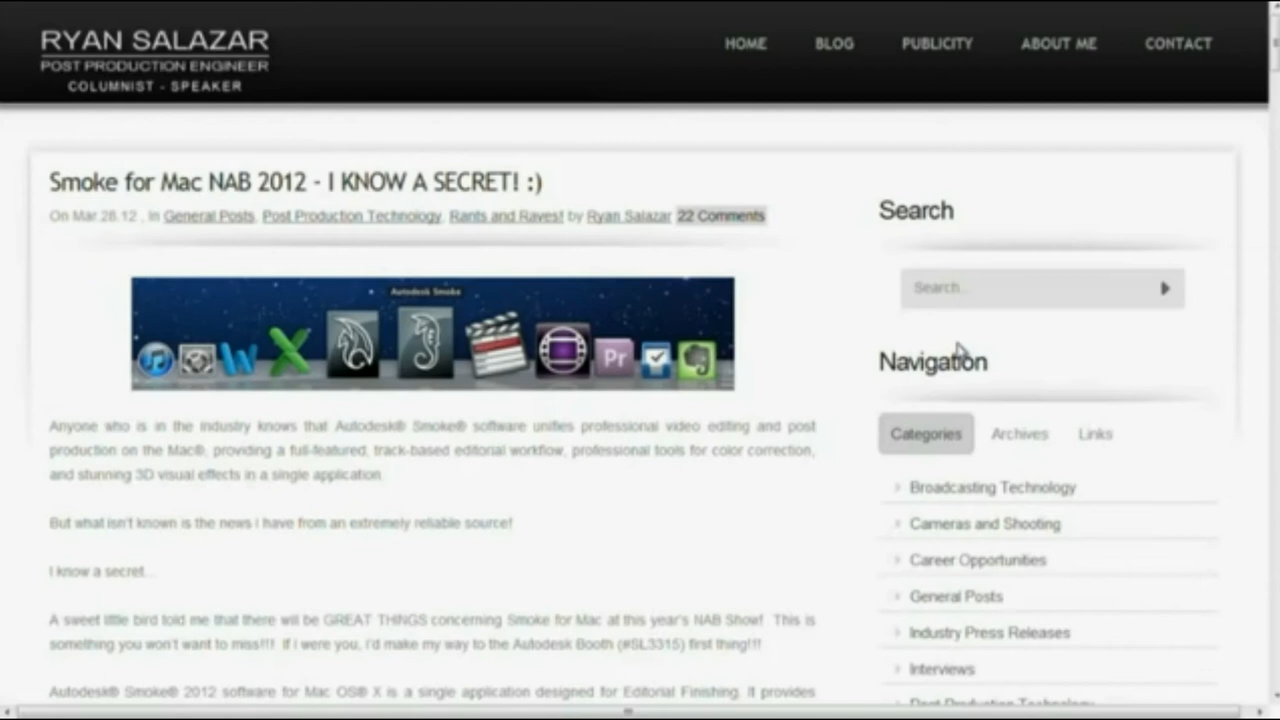 RYAN SALAZAR
POST PRODUCTION ENGINEER
COLUMNIST - SPEAKER
HOME BLOG PUBLICITY ABOUT ME CONTACT
Smoke for Mac NAB 2012 - I KNOW A SECRET! :)
On Mar.28.12 , In General Posts, Post Production Technology, Rants and Raves! by Ryan Salazar 22 Comments
Autodesk Smoke
Pr
Anyone who is in the industry knows that Autodesk® Smoke® software unifies professional video editing and post
production on the Mac®, providing a full-featured, track-based editorial workflow, professional tools for color correction,
and stunning 3D visual effects in a single application.
But what isn't known is the news I have from an extremely reliable source!
I know a secret...
A sweet little bird told me that there will be GREAT THINGS concerning Smoke for Mac at this year's NAB Show! This is
something you won't want to miss!!! If I were you, I'd make my way to the Autodesk Booth (#SL3315) first thing!!!
Autodesk® Smoke® 2012 software for Mac OS® X is a single application designed for Editorial Finishing. It provides
Search
Search...
Navigation
Categories Archives Links
Broadcasting Technology
Cameras and Shooting
Career Opportunities
General Posts
Industry Press Releases
Interviews
Post Production Technology